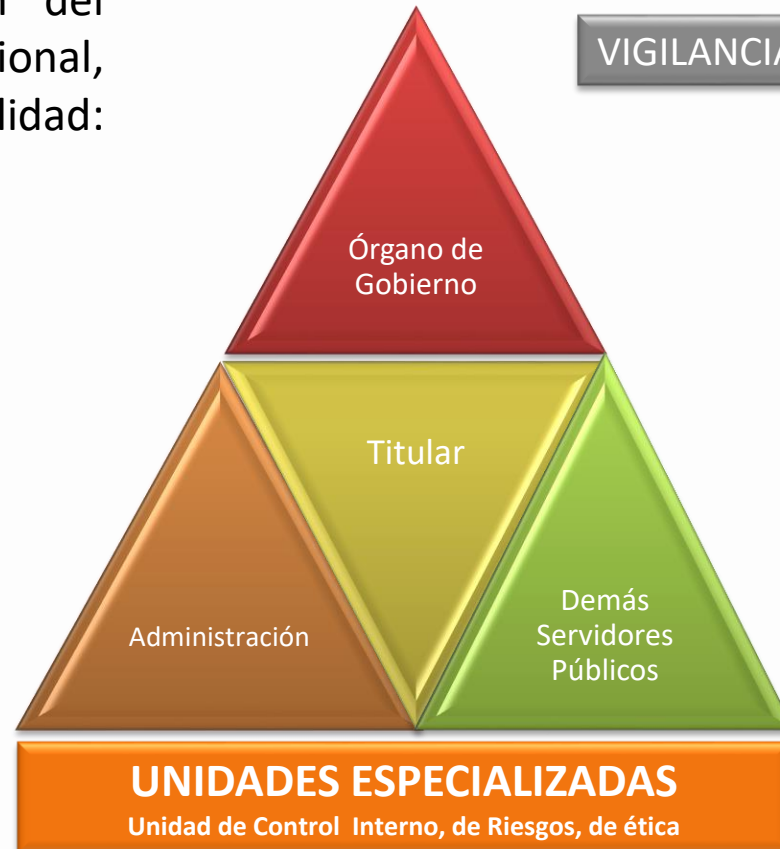 del
ional,
lidad:
VIGILANCIA
Órgano de
Gobierno
Titular
Administración
Demás
Servidores
Públicos
UNIDADES ESPECIALIZADAS
Unidad de Control Interno, de Riesgos, de ética